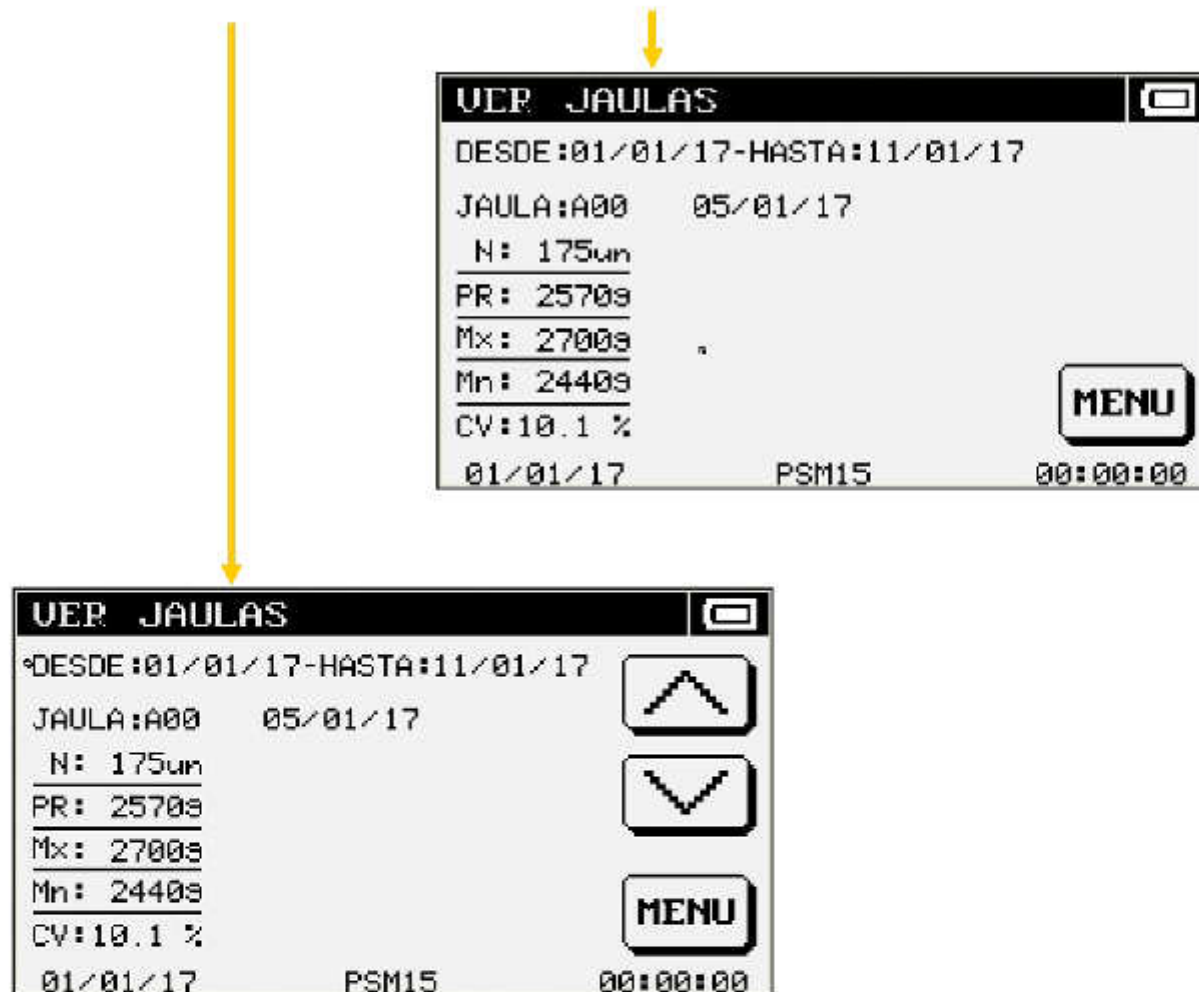 VER JAULAS
DESDE:01/01/17-HASTA:11/01/17
JAULA:A00 05/01/17
N: 175un
PR: 2570g
Mx: 2700g
Mn: 2440g
CV:10.1 %
MENU
01/01/17 PSM15 00:00:00
VER JAULAS
DESDE:01/01/17-HASTA:11/01/17
JAULA:A00 05/01/17
N: 175un
PR: 2570g
Mx: 2700g
Mn: 2440g
CV:10.1 %
MENU
01/01/17 PSM15 00:00:00